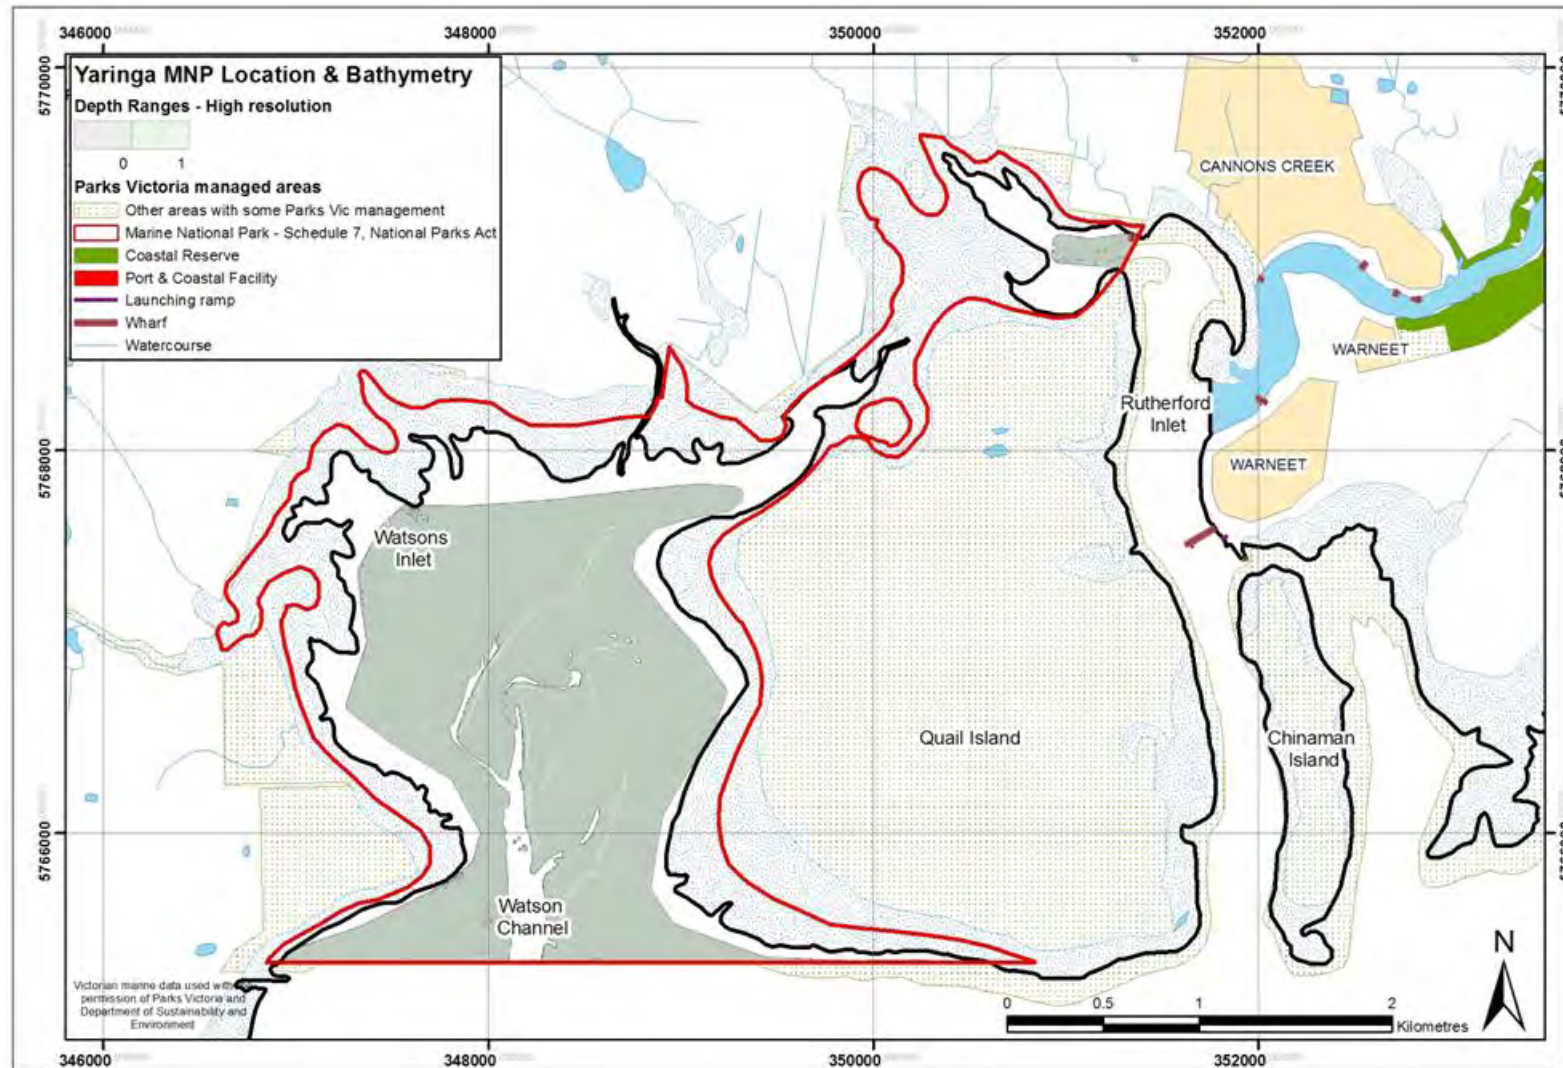 346000
348000
350000
352000
5770000
Yaringa MNP Location & Bathymetry
Depth Ranges - High resolution
0 1
Parks Victoria managed areas
Other areas with some Parks Vic management
Marine National Park - Schedule 7, National Parks Act
Coastal Reserve
Port & Coastal Facility
Launching ramp
Wharf
Watercourse
CANNONS CREEK
WARNEET
Rutherford
Inlet
WARNEET
5768000
Watsons
Inlet
Quail Island
Chinaman
Island
5766000
Watson
Channel
N
Victorian marine data used
permission of Parks Victoria and
Department of Sustainability and
Environment
0 0.5 1 2
Kilometres
346000
348000
350000
352000